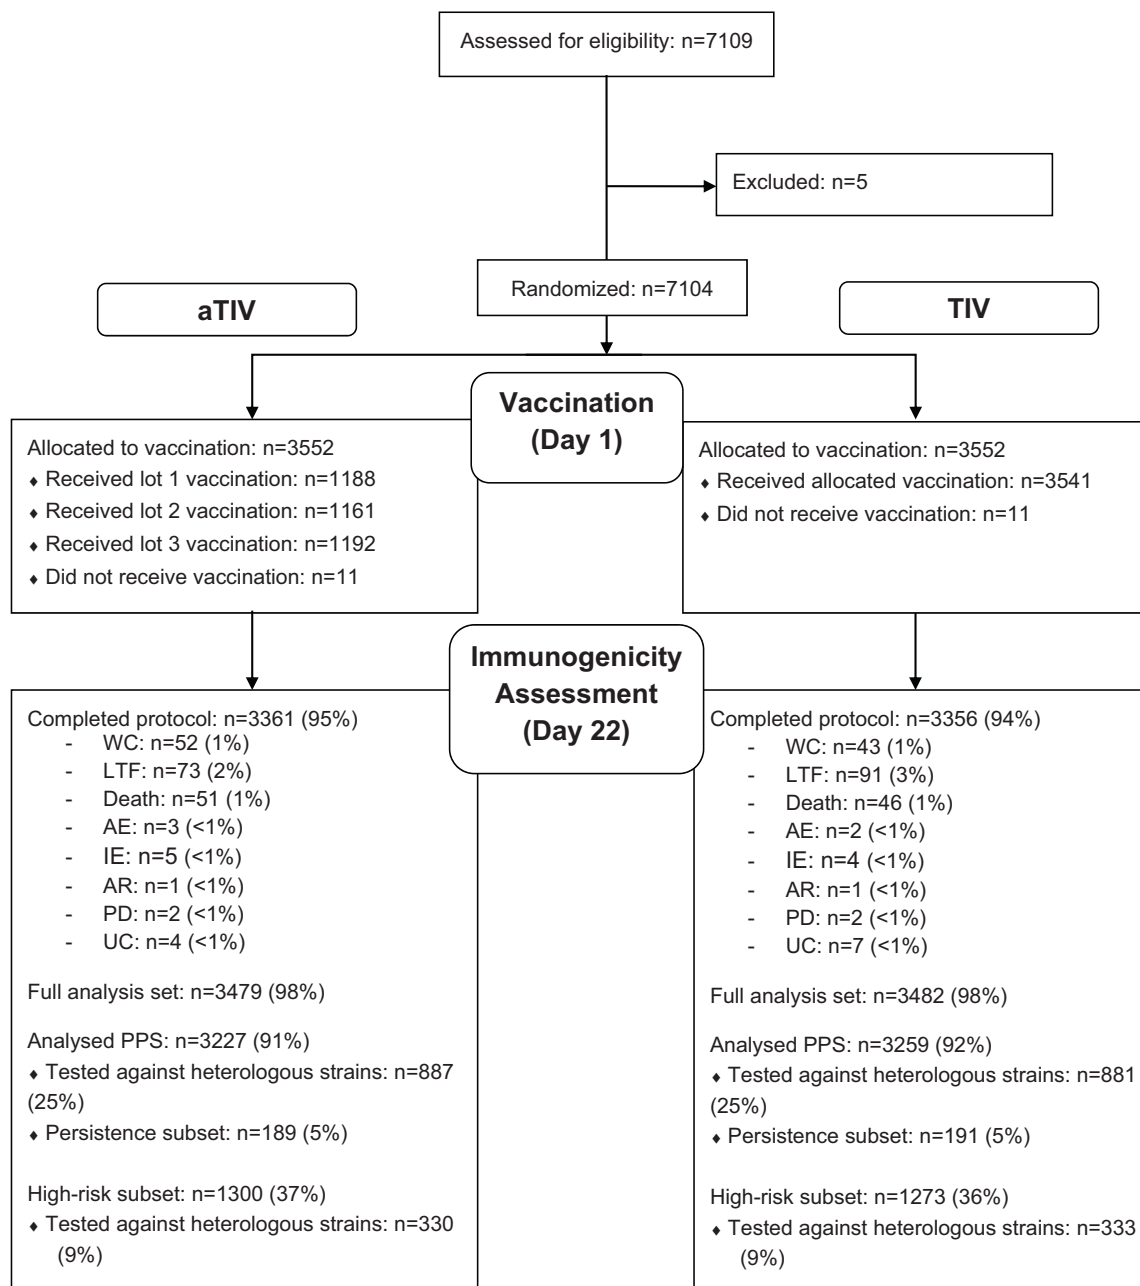 Assessed for eligibility: n=7109
Excluded: n=5
Randomized: n=7104
aTIV
TIV
Vaccination
(Day 1)
Allocated to vaccination: n=3552
♦ Received lot 1 vaccination: n=1188
♦ Received lot 2 vaccination: n=1161
♦ Received lot 3 vaccination: n=1192
♦ Did not receive vaccination: n=11
Allocated to vaccination: n=3552
♦ Received allocated vaccination: n=3541
♦ Did not receive vaccination: n=11
Immunogenicity
Assessment
(Day 22)
Completed protocol: n=3361 (95%)
- WC: n=52 (1%)
- LTF: n=73 (2%)
- Death: n=51 (1%)
- AE: n=3 (<1%)
- IE: n=5 (<1%)
- AR: n=1 (<1%)
- PD: n=2 (<1%)
- UC: n=4 (<1%)
Full analysis set: n=3479 (98%)
Analysed PPS: n=3227 (91%)
♦ Tested against heterologous strains: n=887
(25%)
♦ Persistence subset: n=189 (5%)
High-risk subset: n=1300 (37%)
♦ Tested against heterologous strains: n=330
(9%)
Completed protocol: n=3356 (94%)
- WC: n=43 (1%)
- LTF: n=91 (3%)
- Death: n=46 (1%)
- AE: n=2 (<1%)
- IE: n=4 (<1%)
- AR: n=1 (<1%)
- PD: n=2 (<1%)
- UC: n=7 (<1%)
Full analysis set: n=3482 (98%)
Analysed PPS: n=3259 (92%)
♦ Tested against heterologous strains: n=881
(25%)
♦ Persistence subset: n=191 (5%)
High-risk subset: n=1273 (36%)
♦ Tested against heterologous strains: n=333
(9%)